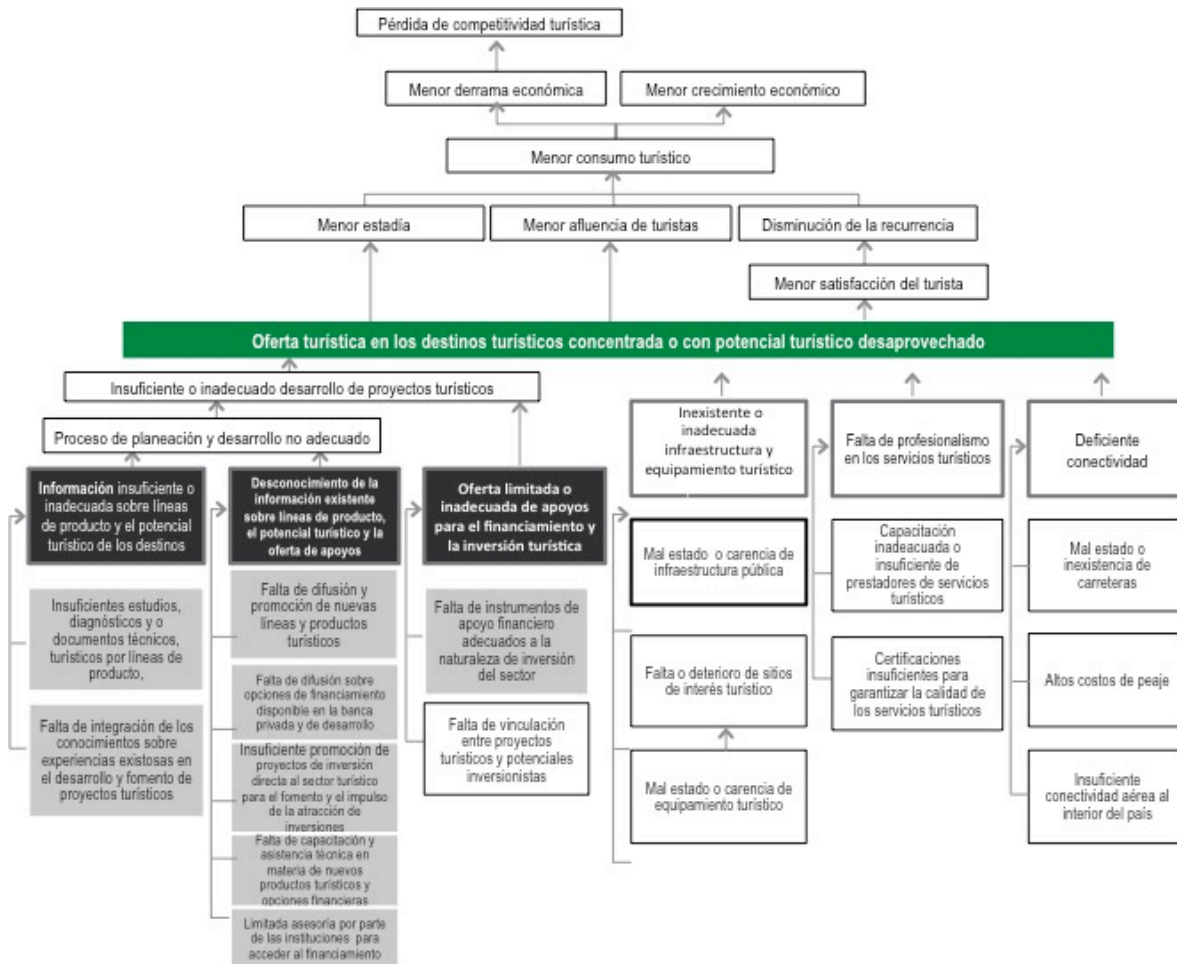 Pérdida de competitividad turística
Menor derrama económica
Menor crecimiento económico
Menor consumo turístico
Menor estadía
Menor afluencia de turistas
Disminución de la recurrencia
Menor satisfacción del turista
Oferta turística en los destinos turísticos concentrada o con potencial turístico desaprovechado
Insuficiente o inadecuado desarrollo de proyectos turísticos
Proceso de planeación y desarrollo no adecuado
Información insuficiente o
inadecuada sobre líneas
de producto y el potencial
turístico de los destinos
Insuficientes estudios,
diagnósticos y o
documentos técnicos,
turísticos por líneas de
producto,
Falta de integración de los
conocimientos sobre
experiencias existosas en
el desarrollo y fomento de
proyectos turísticos
Desconocimiento de la
información existente
sobre líneas de producto,
el potencial turístico y la
oferta de apoyos
Falta de difusión y
promoción de nuevas
líneas y productos
turísticos
Falta de difusión sobre
opciones de financiamiento
disponible en la banca
privada y de desarrollo
Insuficiente promoción de
proyectos de inversión
directa al sector turístico
para el fomento y el impulso
de la atracción de
inversiones
Falta de capacitación y
asistencia técnica en
materia de nuevos
productos turísticos y
opciones financieras
Limitada asesoría por parte
de las instituciones para
acceder al financiamiento
Oferta limitada o
inadecuada de apoyos
para el financiamiento y
la inversión turística
Falta de instrumentos de
apoyo financiero
adecuados a la
naturaleza de inversión
del sector
Falta de vinculación
entre proyectos
turísticos y potenciales
inversionistas
Inexistente o
inadecuada
infraestructura y
equipamiento turístico
Mal estado o carencia de
infraestructura pública
Falta o deterioro de sitios
de interés turístico
Mal estado o carencia de
equipamiento turístico
Falta de profesionalismo
en los servicios turísticos
Capacitación
inadeacuada o
insuficiente de
prestadores de servicios
turísticos
Certificaciones
insuficientes para
garantizar la calidad de
los servicios turísticos
Deficiente
conectividad
Mal estado o
inexistencia de
carreteras
Altos costos de peaje
Insuficiente
conectividad aérea al
interior del país